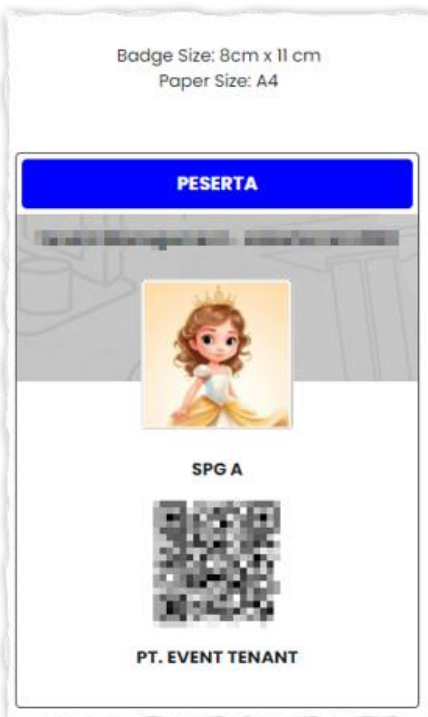 Badge Size: 8cm x 11 cm
Paper Size: A4
PESERTA
SPG A
PT. EVENT TENANT